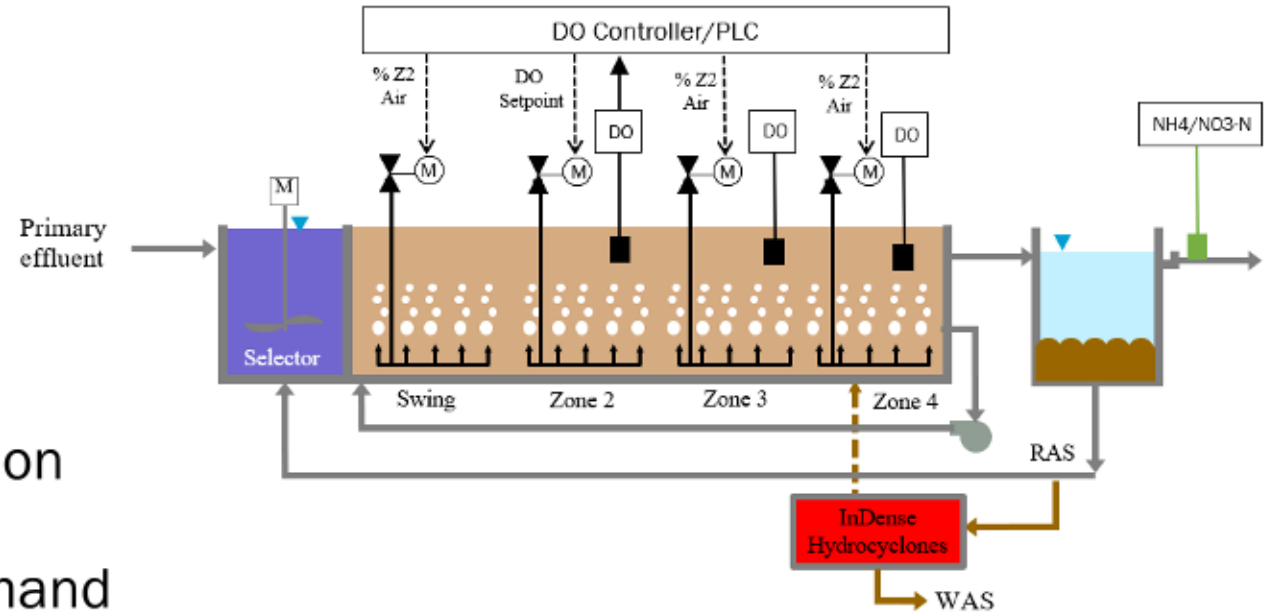 DO Controller/PLC
% Z2
Air
DO
Setpoint
% Z2
Air
% Z2
Air
DO
DO
DO
NH4/NO3-N
M
M
M
M
M
Primary
effluent
Selector
Swing
Zone 2
Zone 3
Zone 4
on
RAS
InDense
Hydrocyclones
nand
WAS